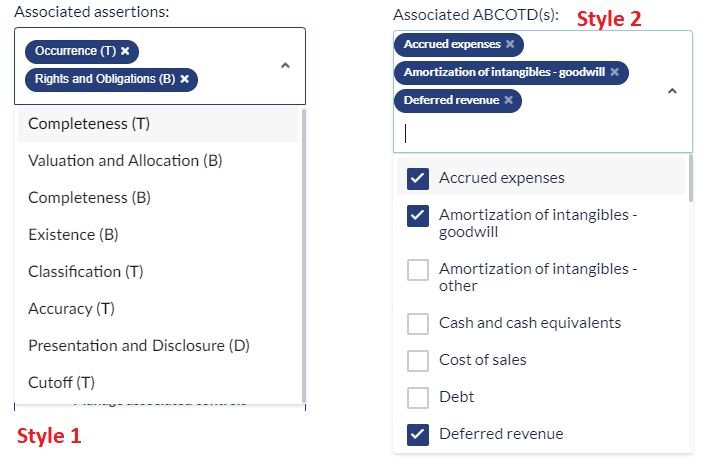 Associated assertions:
Occurrence (T) ×
Rights and Obligations (B) ×
Completeness (T)
Valuation and Allocation (B)
Completeness (B)
Existence (B)
Classification (T)
Accuracy (T)
Presentation and Disclosure (D)
Cutoff (T)
Style 1
Associated ABCOTD(s):
Style 2
Accrued expenses ×
Amortization of intangibles - goodwill ×
Deferred revenue ×
Accrued expenses
Amortization of intangibles -
goodwill
Amortization of intangibles -
other
Cash and cash equivalents
Cost of sales
Debt
Deferred revenue